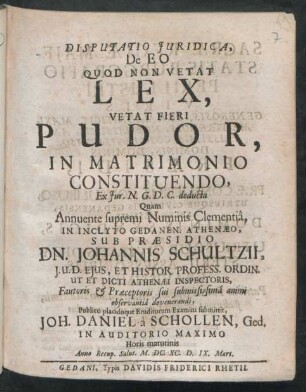 DISPUTATIO JURIDICA,
De EO
QUOD NON VETAT
LEX,
VETAT FIERI
PUDOR,
IN MATRIMONIO
CONSTITUENDO,
Ex Jur. N. G. D. C. deducta
Quam
Annuente supremi Numinis Clementiâ,
IN INCLYTO GEDANEN. ATHENÆO,
SUB PRÆSIDIO
DN. JOHANNIS SCHULTZII,
J. U. D. EJUS, ET HISTOR. PROFESS. ORDIN.
UT ET DICTI ATHENÆI INSPECTORIS,
Fautoris & Præceptoris sui submississimâ animi
observantiâ devenerandi,
Publico placidoque Eruditorum Examini submittit,
JOH. DANIEL à SCHOLLEN, Ged.
IN AUDITORIO MAXIMO
Horis matutinis
Anno Recup. Salut. M. DC. XC. D. IX. Mart.
GEDANI, Typis DAVIDIS FRIDERICI RHETII.